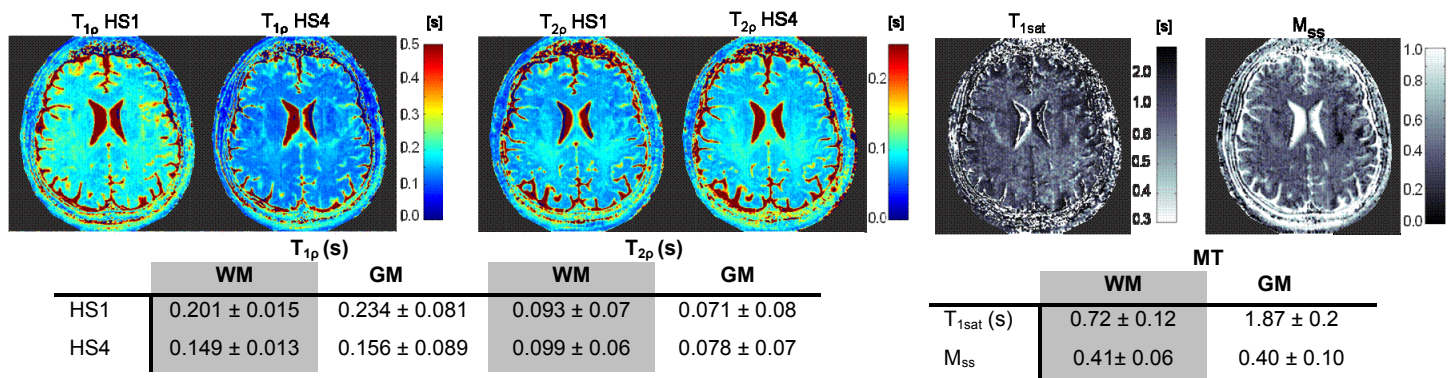 T1ρ HS1 T1ρ HS4 [s] T2ρ HS1 T2ρ HS4 [s] T1sat [s] Mss
0.5
0.4
0.3
0.2
0.1
0.0
0.2
0.1
0.0
2.0
1.0
0.6
0.5
0.4
0.3
1.0
0.8
0.6
0.4
0.2
0.0
T1ρ (s) T2ρ (s)
WM GM WM GM
HS1 0.201 ± 0.015 0.234 ± 0.081 0.093 ± 0.07 0.071 ± 0.08
HS4 0.149 ± 0.013 0.156 ± 0.089 0.099 ± 0.06 0.078 ± 0.07
MT
WM GM
T1sat (s) 0.72 ± 0.12 1.87 ± 0.2
Mss 0.41± 0.06 0.40 ± 0.10